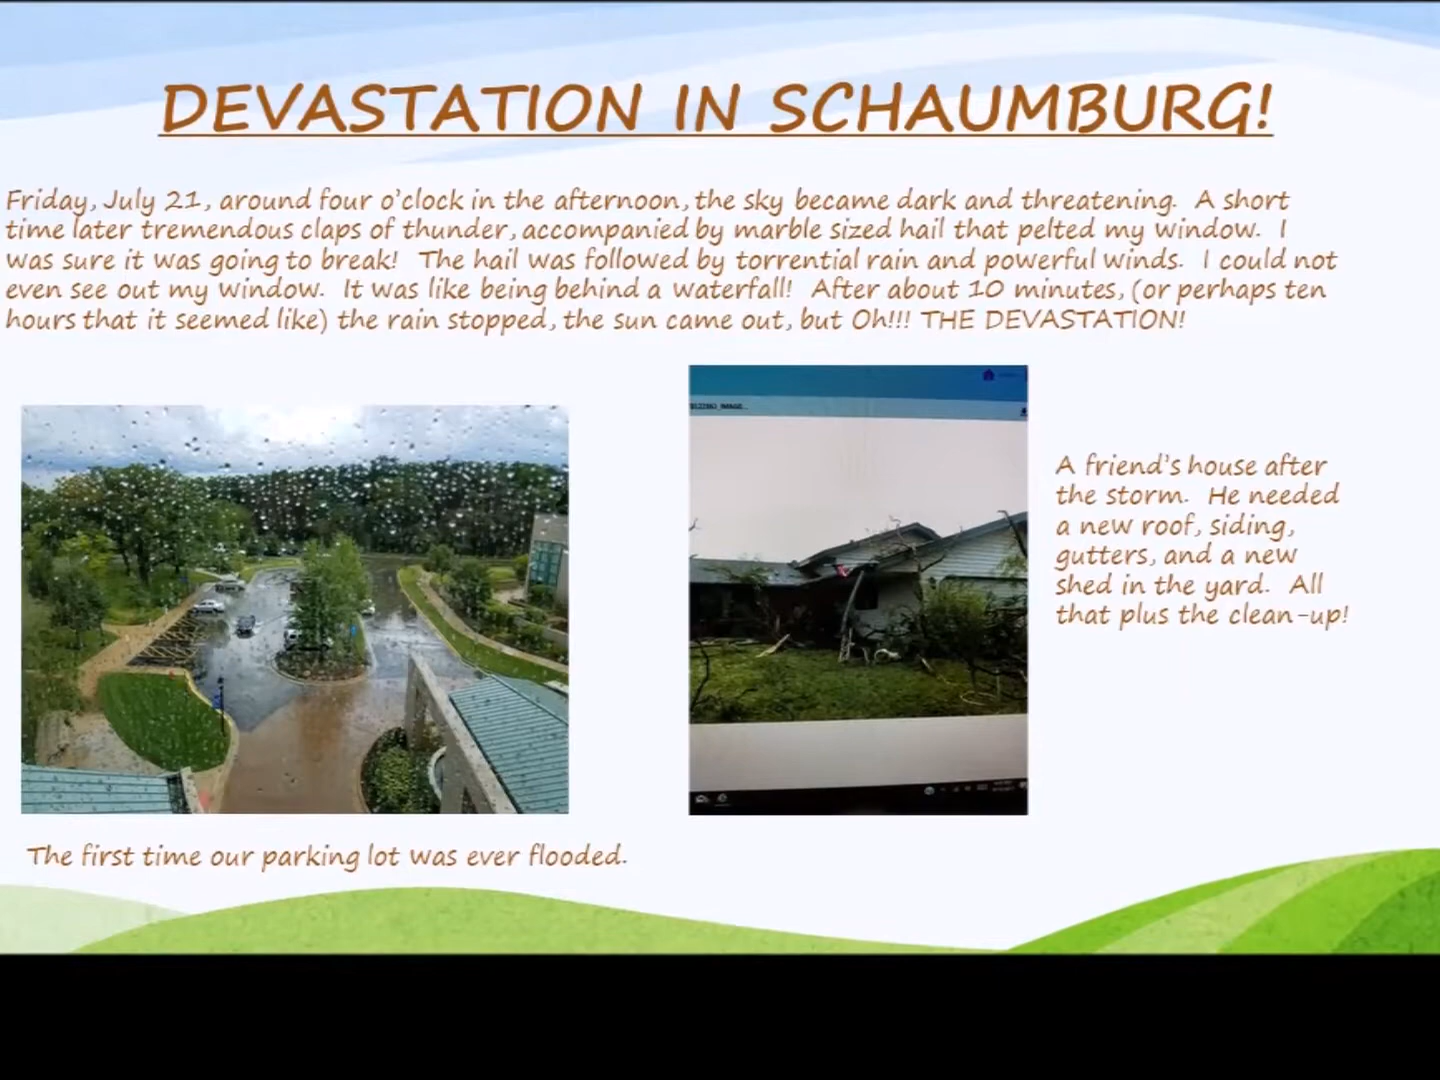 DEVASTATION IN SCHAUMBURG!
Friday, July 21, around four o'clock in the afternoon, the sky became dark and threatening. A short
time later tremendous claps of thunder, accompanied by marble sized hail that pelted my window. I
was sure it was going to break! The hail was followed by torrential rain and powerful winds. I could not
even see out my window. It was like being behind a waterfall! After about 10 minutes, (or perhaps ten
hours that it seemed like) the rain stopped, the sun came out, but Oh!!! THE DEVASTATION!
A friend's house after
the storm. He needed
a new roof, siding,
gutters, and a new
shed in the yard. All
that plus the clean-up!
The first time our parking lot was ever flooded.